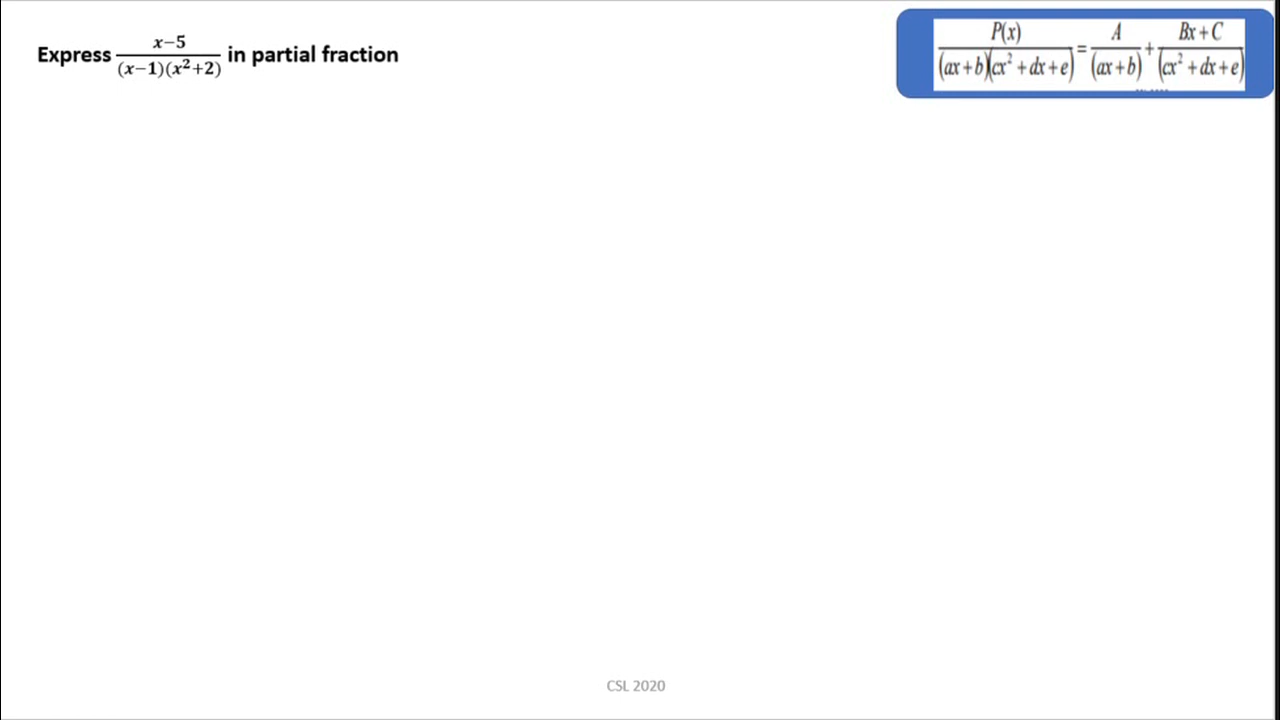 Express x−5/(x−1)(x²+2) in partial fraction
P(x)/(ax+b)(cx²+dx+e) = A/(ax+b) + Bx+C/(cx²+dx+e)
CSL 2020